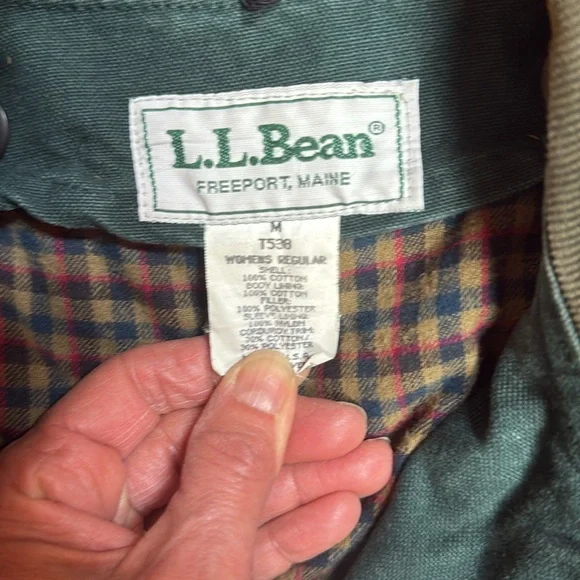 L.L.Bean®
FREEPORT, MAINE
M
T538
WOMENS REGULAR
SHELL:
100% COTTON
BODY LINING:
100% COTTON
FILLER:
100% POLYESTER
SLEEVE LINING:
100% NYLON
CORDUROY TRIM:
70% COTTON/
30% POLYESTER
U.S.A.